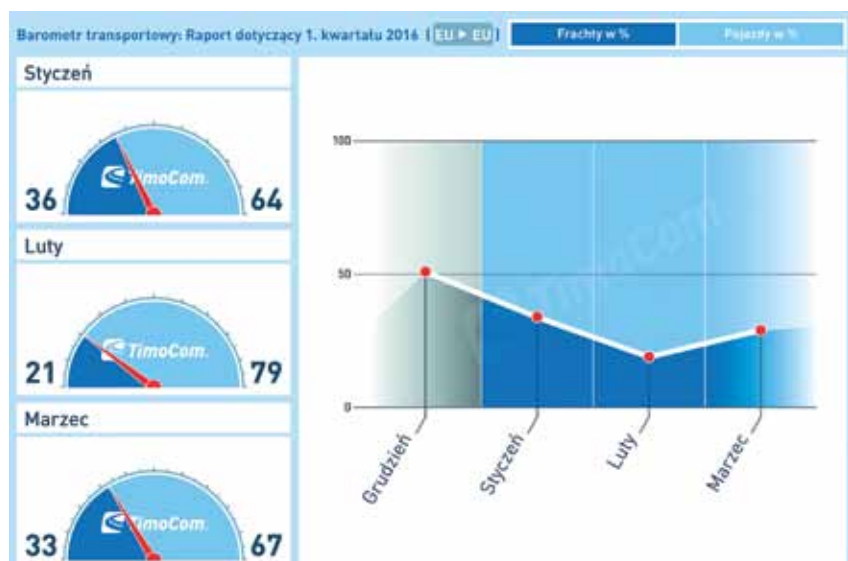 Barometr transportowy: Raport dotyczący 1. kwartału 2016 ( EU ► EU )
Frachty w %
Pojazdy w %
Styczeń
TimoCom.
36
64
Luty
TimoCom.
21
79
Marzec
TimoCom.
33
67
100
TimoCom.
50
0
Grudzień
Styczeń
Luty
Marzec